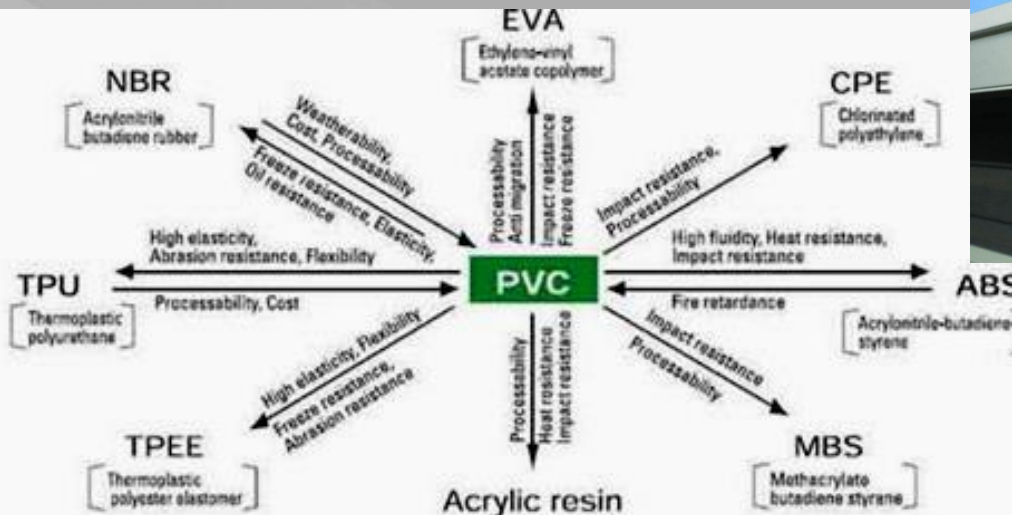 EVA
Ethylene-vinyl
acetate copolymer
NBR
Acrylonitrile
butadiene rubber
CPE
Chlorinated
polyethylene
Weatherability,
Cost, Processability
Freeze resistance, Elasticity,
Oil resistance
Processability
Anti migration
Impact resistance
Freeze resistance
Impact resistance,
Processability
High elasticity,
Abrasion resistance, Flexibility
High fluidity, Heat resistance,
Impact resistance
TPU
Thermoplastic
polyurethane
Processability, Cost
PVC
Fire retardance
ABS
Acrylonitrile-butadiene-
styrene
High elasticity, Flexibility
Freeze resistance,
Abrasion resistance
Processability
Heat resistance
Impact resistance
Impact resistance
Processability
TPEE
Thermoplastic
polyester elastomer
Acrylic resin
MBS
Methacrylate
butadiene styrene